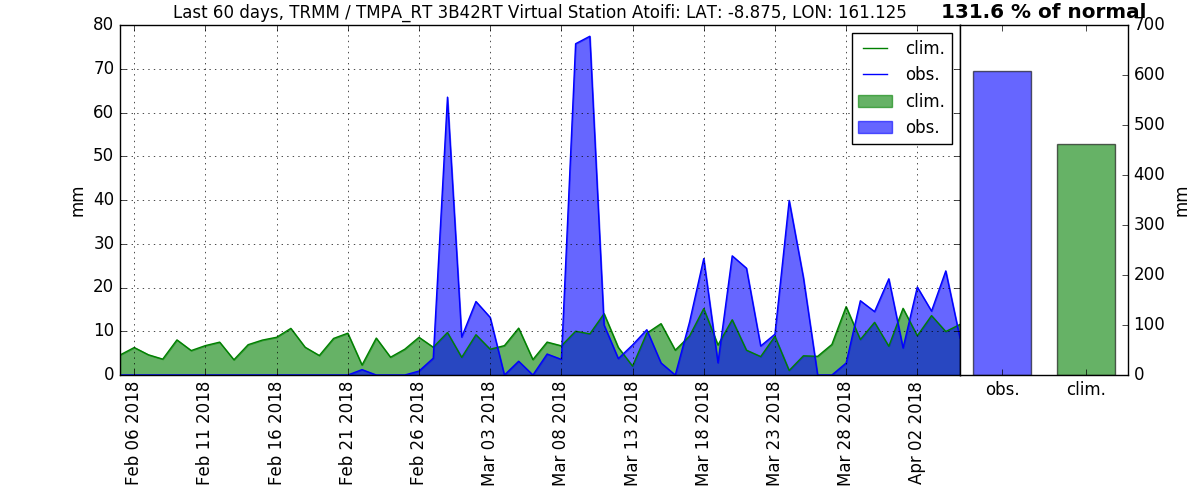 Last 60 days, TRMM / TMPA_RT 3B42RT Virtual Station Atoifi: LAT: -8.875, LON: 161.125
131.6 % of normal
80
70
60
50
40
30
20
10
0
mm
clim.
obs.
clim.
obs.
700
600
500
400
300
200
100
0
mm
obs.
clim.
Feb 06 2018
Feb 11 2018
Feb 16 2018
Feb 21 2018
Feb 26 2018
Mar 03 2018
Mar 08 2018
Mar 13 2018
Mar 18 2018
Mar 23 2018
Mar 28 2018
Apr 02 2018